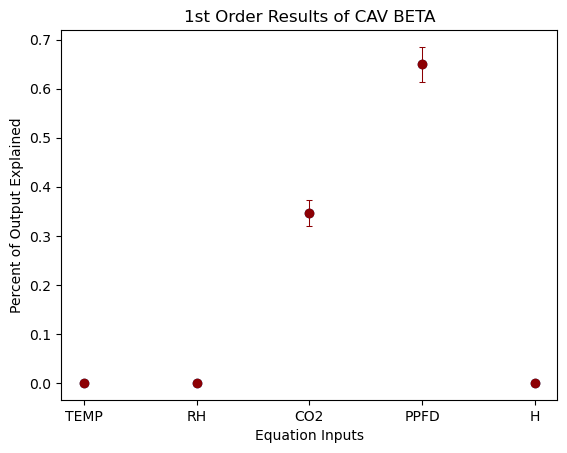 1st Order Results of CAV BETA
Percent of Output Explained
0.7
0.6
0.5
0.4
0.3
0.2
0.1
0.0
TEMP RH CO2 PPFD H
Equation Inputs